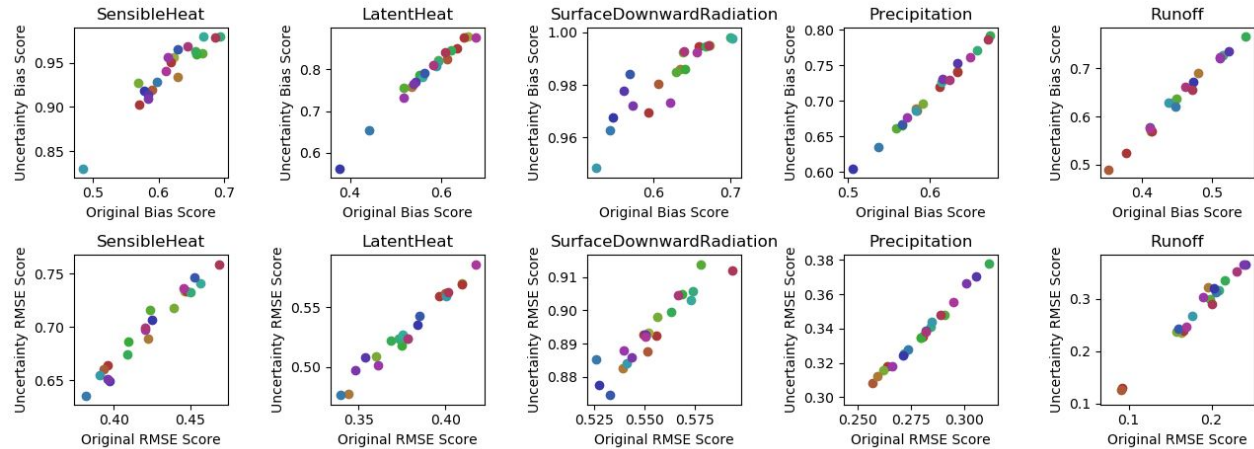 SensibleHeat
LatentHeat
SurfaceDownwardRadiation
Precipitation
Runoff
Uncertainty Bias Score
0.95
0.90
0.85
0.5
0.6
0.7
Original Bias Score
Uncertainty Bias Score
0.8
0.7
0.6
0.4
0.6
Original Bias Score
Uncertainty Bias Score
1.00
0.98
0.96
0.6
0.7
Original Bias Score
Uncertainty Bias Score
0.80
0.75
0.70
0.65
0.60
0.5
0.6
Original Bias Score
Uncertainty Bias Score
0.7
0.6
0.5
0.4
0.5
Original Bias Score
SensibleHeat
LatentHeat
SurfaceDownwardRadiation
Precipitation
Runoff
Uncertainty RMSE Score
0.75
0.70
0.65
0.40
0.45
Original RMSE Score
Uncertainty RMSE Score
0.55
0.50
0.35
0.40
Original RMSE Score
Uncertainty RMSE Score
0.91
0.90
0.89
0.88
0.525
0.550
0.575
Original RMSE Score
Uncertainty RMSE Score
0.38
0.36
0.34
0.32
0.30
0.250
0.275
0.300
Original RMSE Score
Uncertainty RMSE Score
0.3
0.2
0.1
0.1
0.2
Original RMSE Score